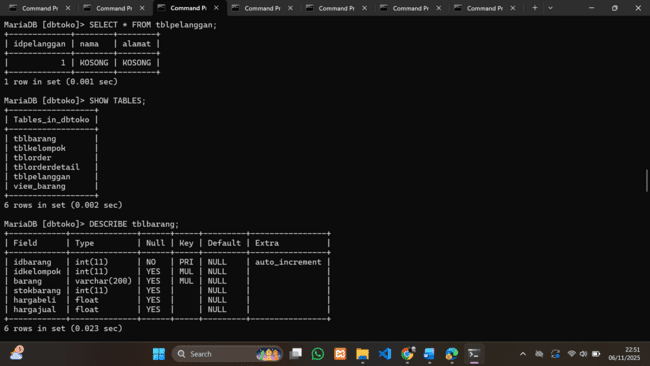 Command Pr Command Pr Command Pr Command Pr Command Pr Command Pr Command Pr
MariaDB [dbtoko]> SELECT * FROM tblpelanggan;
+-------------+--------+--------+
| idpelanggan | nama   | alamat |
+-------------+--------+--------+
|           1 | KOSONG | KOSONG |
+-------------+--------+--------+
1 row in set (0.001 sec)
MariaDB [dbtoko]> SHOW TABLES;
+------------------+
| Tables_in_dbtoko |
+------------------+
| tblbarang        |
| tblkelompok      |
| tblorder         |
| tblorderdetail   |
| tblpelanggan     |
| view_barang      |
+------------------+
6 rows in set (0.002 sec)
MariaDB [dbtoko]> DESCRIBE tblbarang;
+------------+--------------+------+-----+---------+----------------+
| Field      | Type         | Null | Key | Default | Extra          |
+------------+--------------+------+-----+---------+----------------+
| idbarang   | int(11)      | NO   | PRI | NULL    | auto_increment |
| idkelompok | int(11)      | YES  | MUL | NULL    |                |
| barang     | varchar(200) | YES  | MUL | NULL    |                |
| stokbarang | int(11)      | YES  |     | NULL    |                |
| hargabeli  | float        | YES  |     | NULL    |                |
| hargajual  | float        | YES  |     | NULL    |                |
+------------+--------------+------+-----+---------+----------------+
6 rows in set (0.023 sec)
Search
22:51
06/11/2025